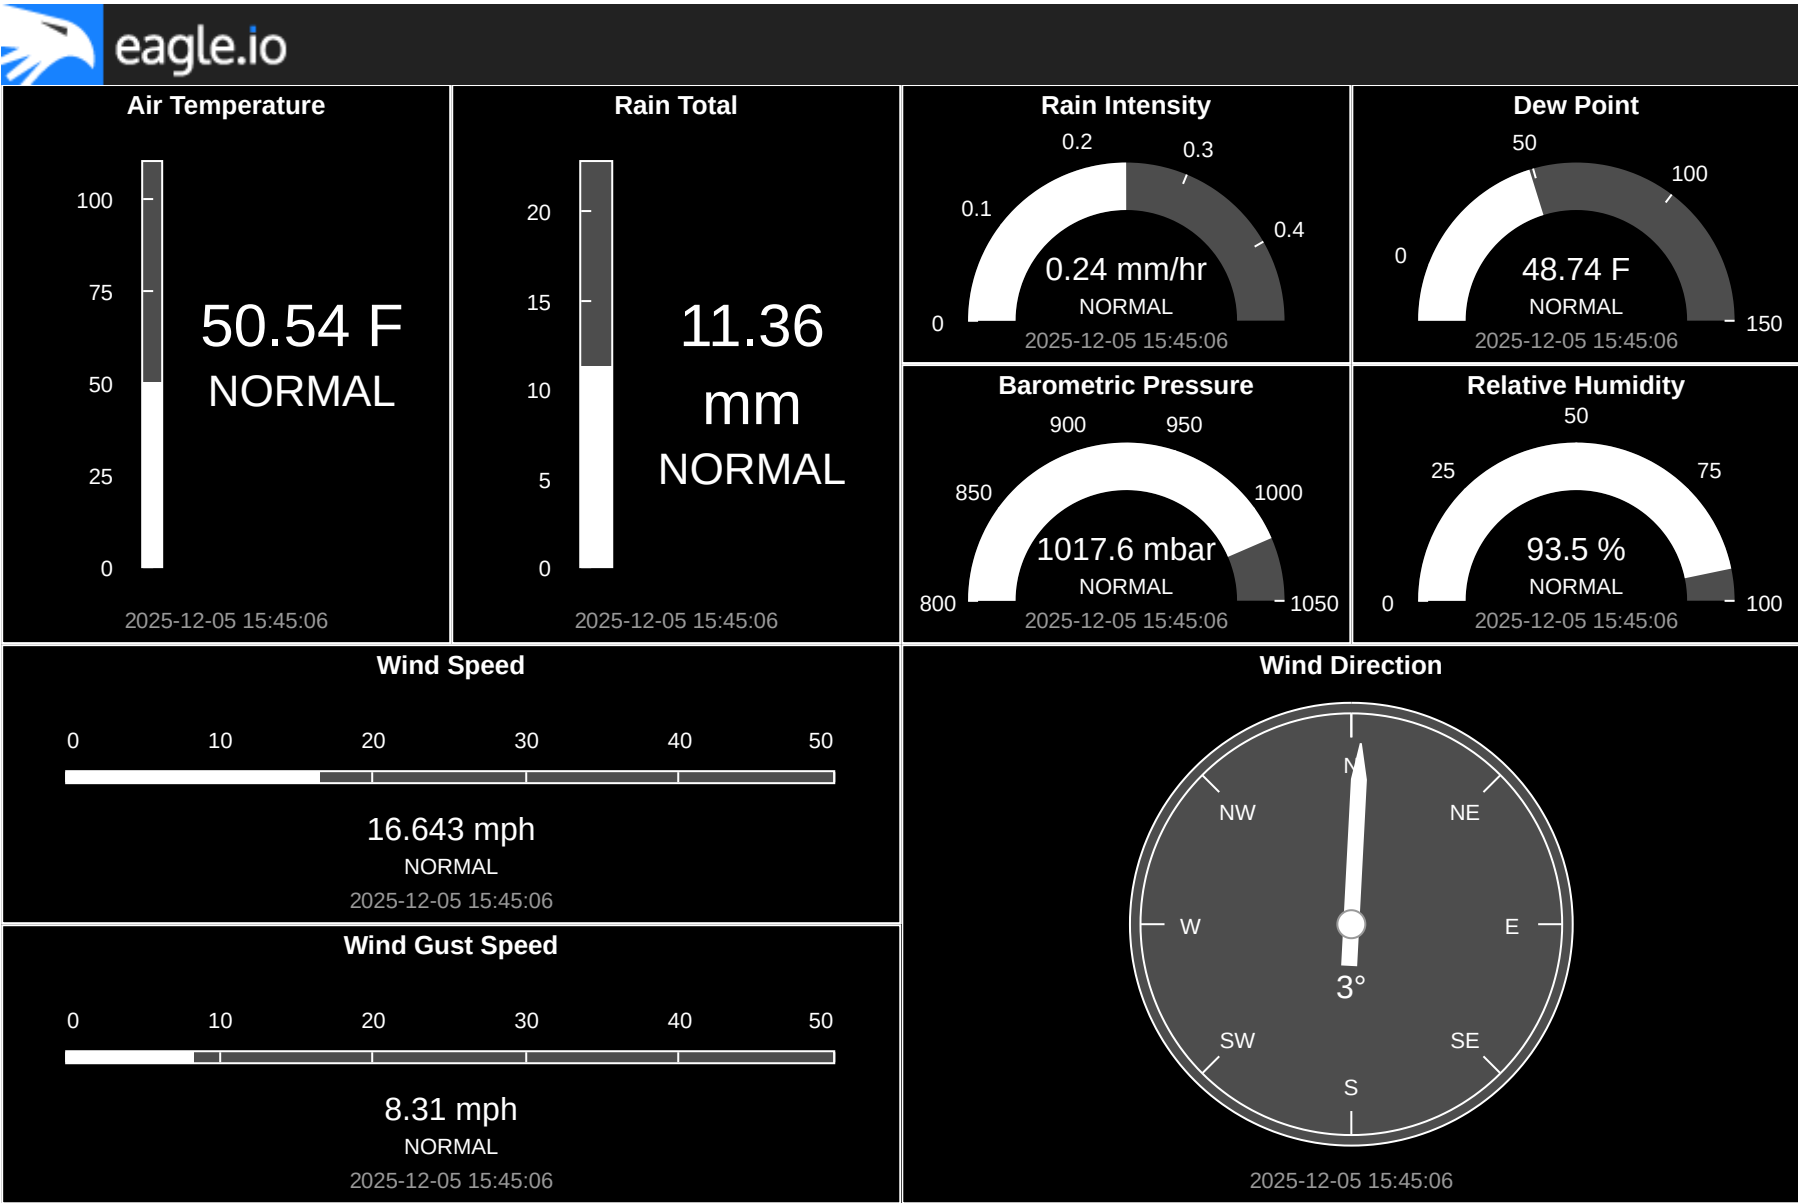 eagle.io
Air Temperature
100
75
50
25
0
50.54 F
NORMAL
2025-12-05 15:45:06
Rain Total
20
15
10
5
0
11.36
mm
NORMAL
2025-12-05 15:45:06
Rain Intensity
0.2
0.3
0.1
0.4
0
0.24 mm/hr
NORMAL
2025-12-05 15:45:06
Dew Point
50
100
0
150
48.74 F
NORMAL
2025-12-05 15:45:06
Barometric Pressure
900
950
850
1000
800
1050
1017.6 mbar
NORMAL
2025-12-05 15:45:06
Relative Humidity
50
25
75
0
100
93.5 %
NORMAL
2025-12-05 15:45:06
Wind Speed
0 10 20 30 40 50
16.643 mph
NORMAL
2025-12-05 15:45:06
Wind Gust Speed
0 10 20 30 40 50
8.31 mph
NORMAL
2025-12-05 15:45:06
Wind Direction
N
NW
NE
W
E
3°
SW
SE
S
2025-12-05 15:45:06